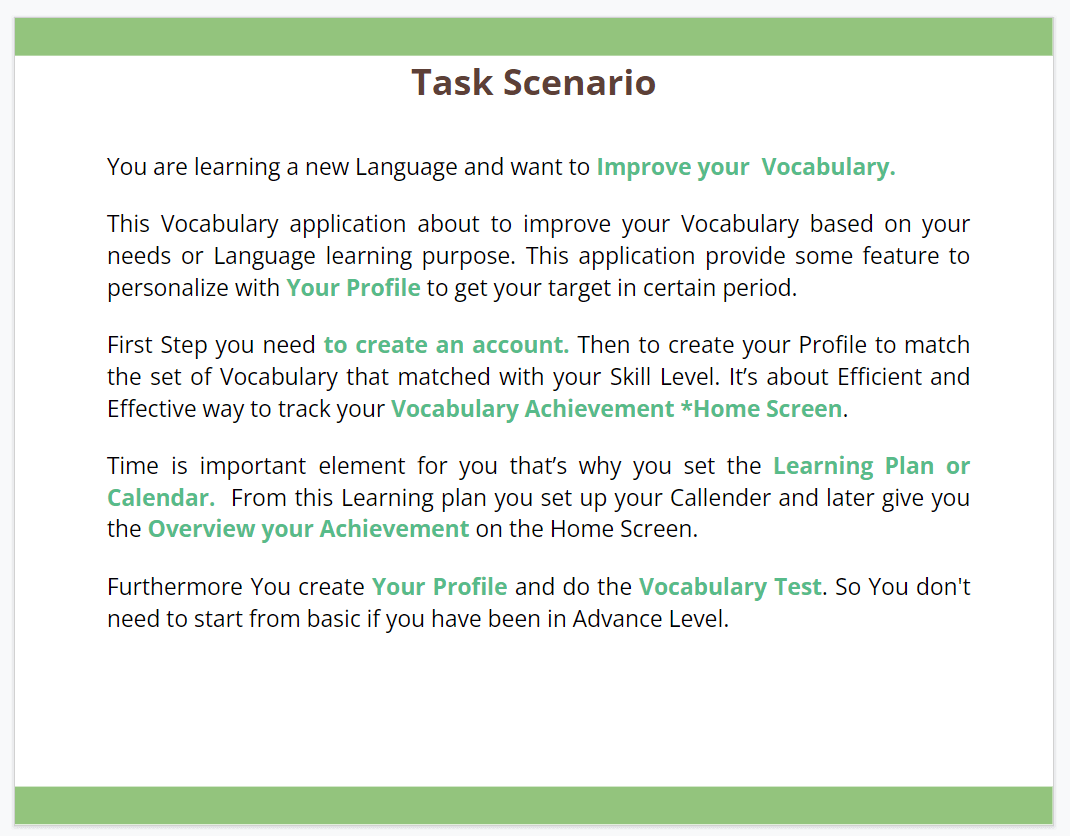 Task Scenario
You are learning a new Language and want to Improve your  Vocabulary.
This Vocabulary application about to improve your Vocabulary based on your
needs or Language learning purpose. This application provide some feature to
personalize with Your Profile to get your target in certain period.
First Step you need to create an account. Then to create your Profile to match
the set of Vocabulary that matched with your Skill Level. It’s about Efficient and
Effective way to track your Vocabulary Achievement *Home Screen.
Time is important element for you that’s why you set the Learning Plan or
Calendar.  From this Learning plan you set up your Callender and later give you
the Overview your Achievement on the Home Screen.
Furthermore You create Your Profile and do the Vocabulary Test. So You don't
need to start from basic if you have been in Advance Level.